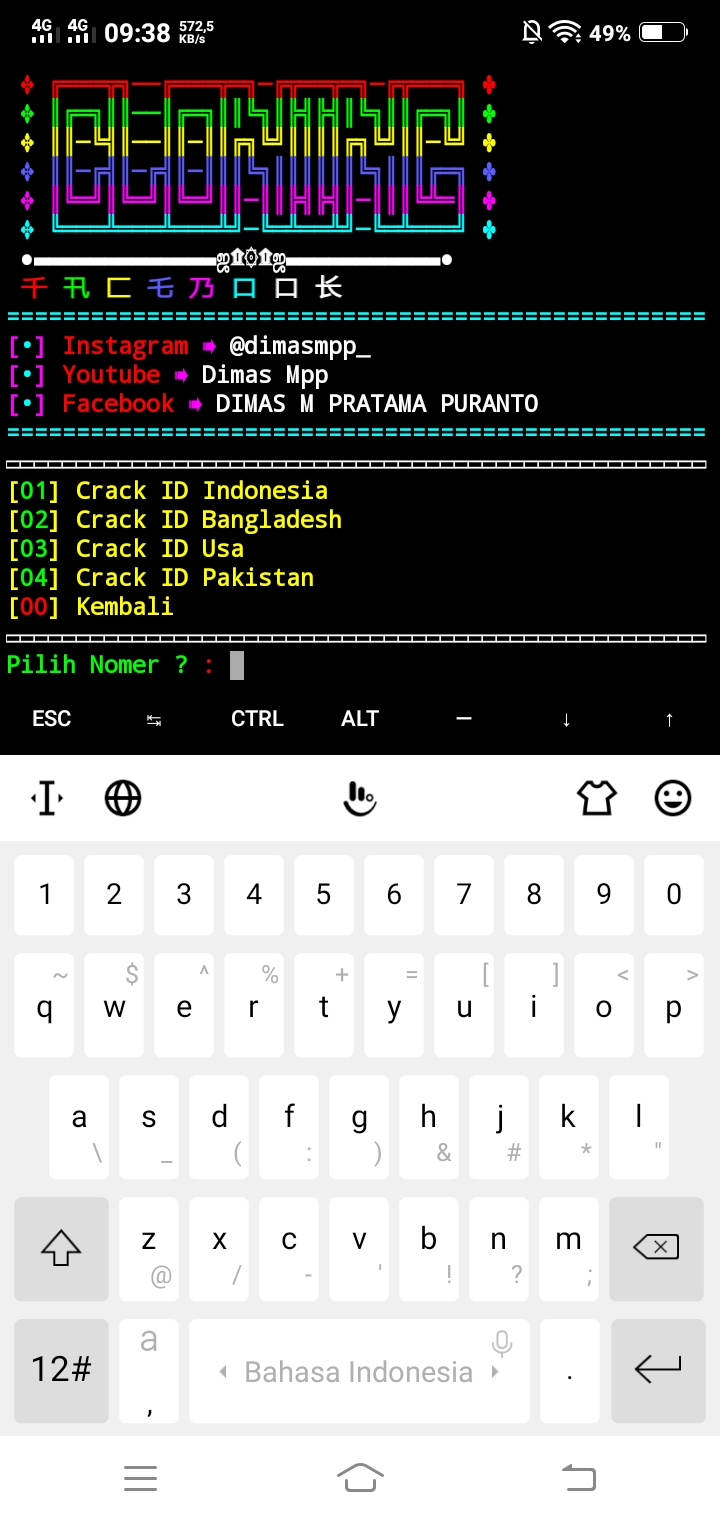 4G 4G 09:38 572,5 KB/s 49%
千 卂 匚 乇 乃 口 口 长
[•] Instagram ➠ @dimasmpp_
[•] Youtube ➠ Dimas Mpp
[•] Facebook ➠ DIMAS M PRATAMA PURANTO
[01] Crack ID Indonesia
[02] Crack ID Bangladesh
[03] Crack ID Usa
[04] Crack ID Pakistan
[00] Kembali
Pilih Nomer ? :
ESC ↹ CTRL ALT — ↓ ↑
1 2 3 4 5 6 7 8 9 0
~ $ ^ % + = [ ] < >
q w e r t y u i o p
a s d f g h j k l
\ _ ( : ) & # * "
z x c v b n m
@ / - ' ! ? ;
12# a , Bahasa Indonesia .